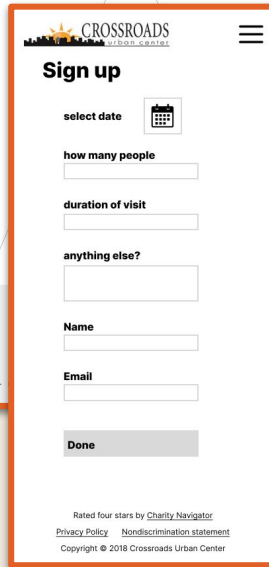 CROSSROADS
urban center
Sign up
select date
how many people
duration of visit
anything else?
Name
Email
Done
Rated four stars by Charity Navigator
Privacy Policy Nondiscrimination statement
Copyright © 2018 Crossroads Urban Center